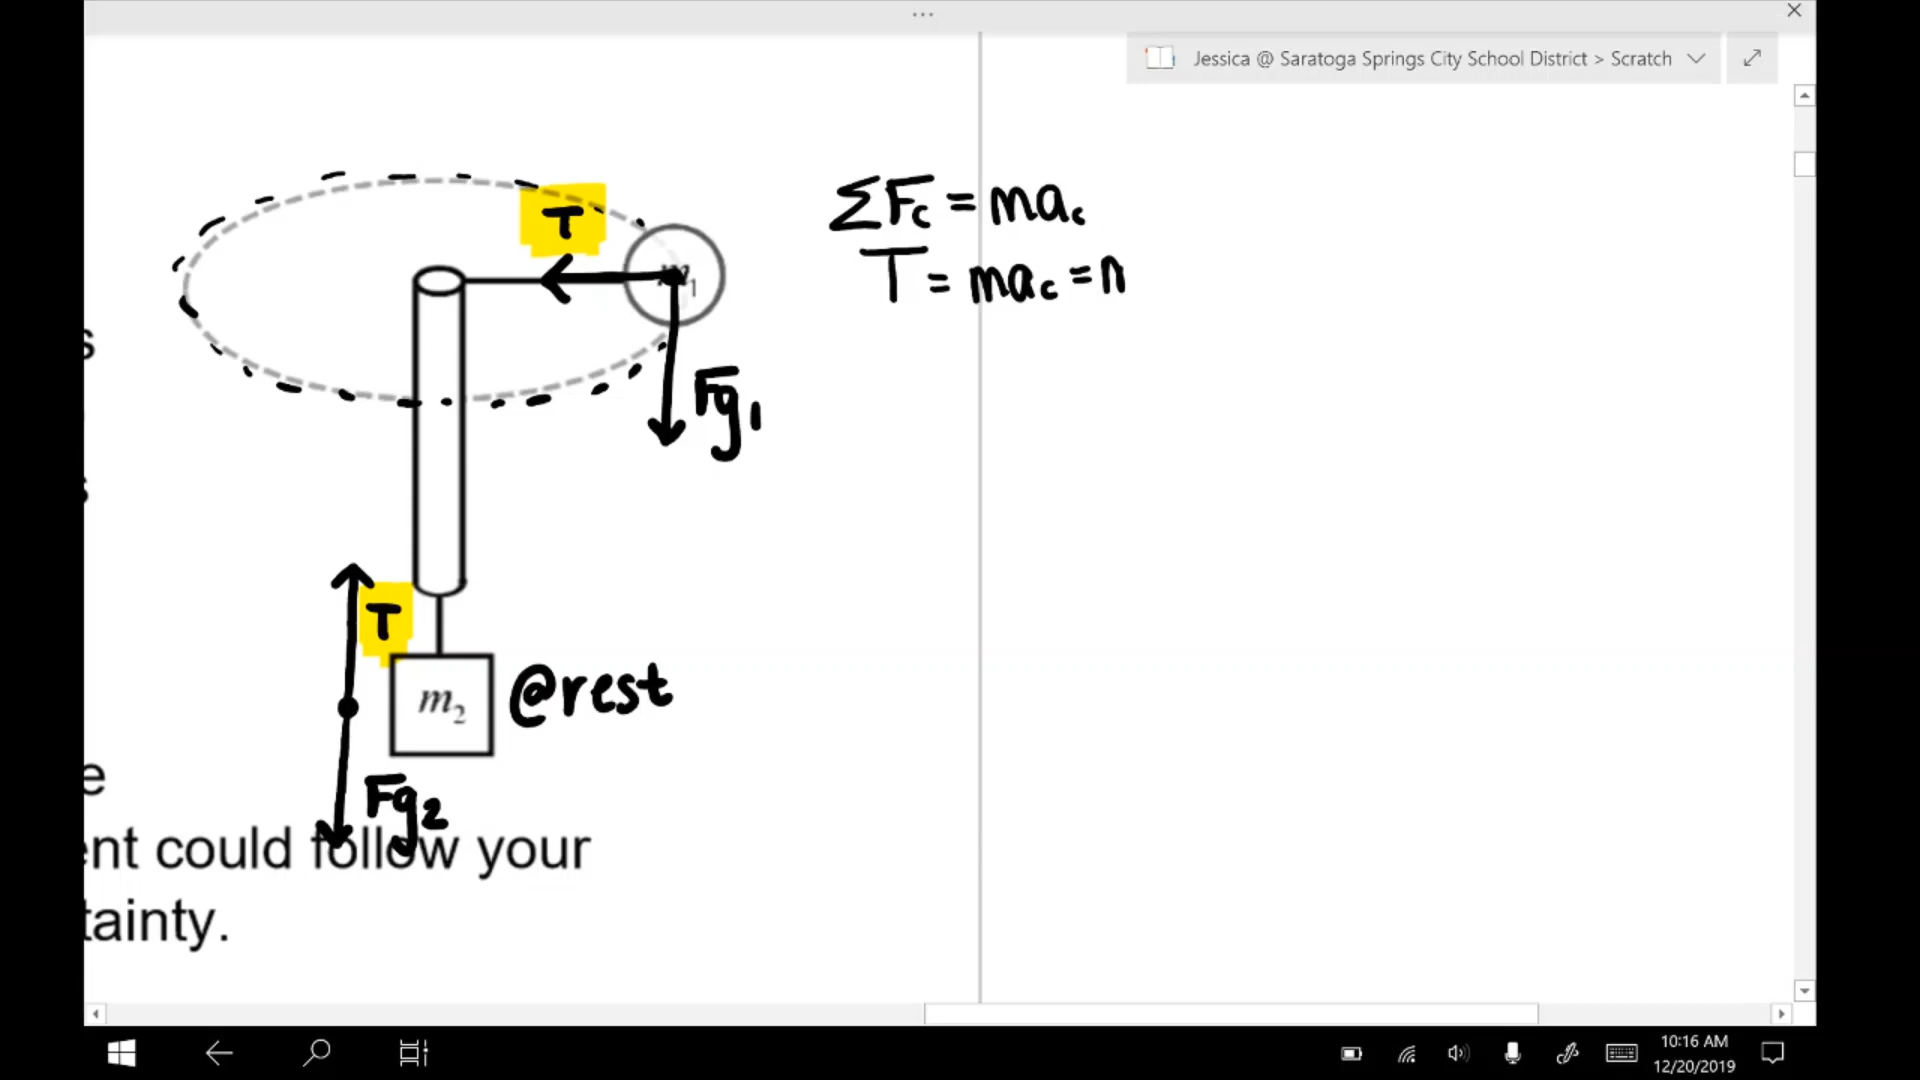 Jessica @ Saratoga Springs City School District > Scratch
ΣFc = mac
T
T = mac = n
s
Fg1
T
m2
@rest
e
Fg2
ent could follow your
tainty.
10:16 AM
12/20/2019